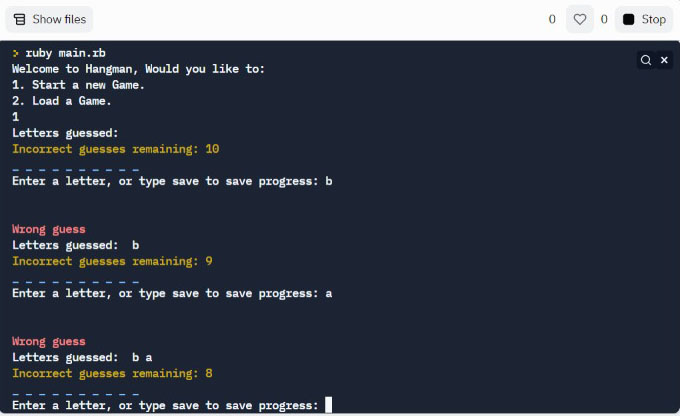 Show files
0 0 Stop
> ruby main.rb
Welcome to Hangman, Would you like to:
1. Start a new Game.
2. Load a Game.
1
Letters guessed:
Incorrect guesses remaining: 10
_ _ _ _ _ _ _ _ _ _
Enter a letter, or type save to save progress: b
Wrong guess
Letters guessed:  b
Incorrect guesses remaining: 9
_ _ _ _ _ _ _ _ _ _
Enter a letter, or type save to save progress: a
Wrong guess
Letters guessed:  b a
Incorrect guesses remaining: 8
_ _ _ _ _ _ _ _ _ _
Enter a letter, or type save to save progress: